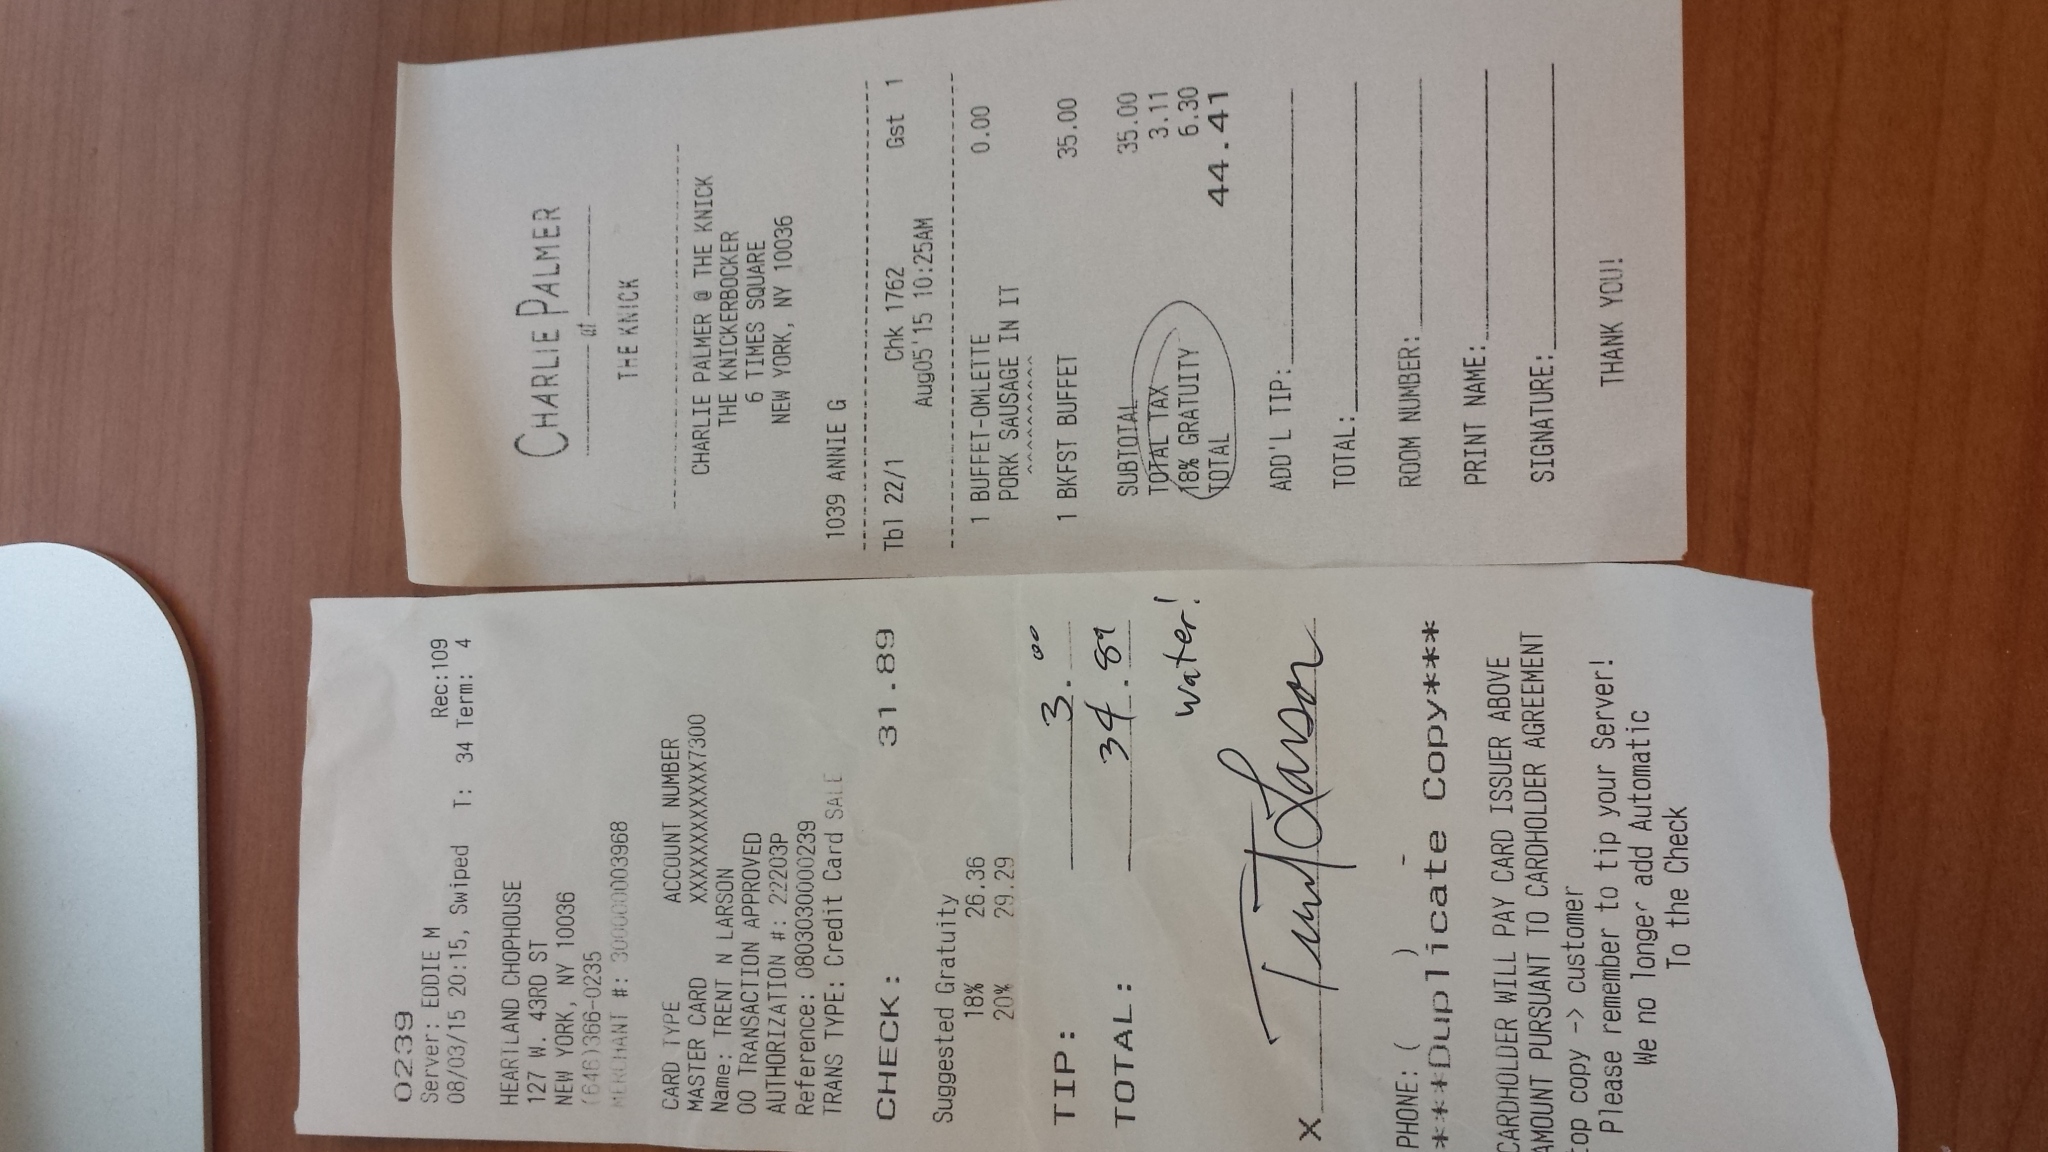 CHARLIE PALMER
at
THE KNICK
CHARLIE PALMER @ THE KNICK
THE KNICKERBOCKER
6 TIMES SQUARE
NEW YORK, NY 10036
1039 ANNIE G
Tbl 22/1 Chk 1762 Gst 1
Aug05'15 10:25AM
1 BUFFET-OMLETTE 0.00
PORK SAUSAGE IN IT
^^^^^^^^^
1 BKFST BUFFET 35.00
SUBTOTAL 35.00
TOTAL TAX 3.11
18% GRATUITY 6.30
TOTAL 44.41
ADD'L TIP:
TOTAL:
ROOM NUMBER:
PRINT NAME:
SIGNATURE:
THANK YOU!
0239
Server: EDDIE M Rec:109
08/03/15 20:15, Swiped T: 34 Term: 4
HEARTLAND CHOPHOUSE
127 W. 43RD ST
NEW YORK, NY 10036
(646)366-0235
MERCHANT #: 30000003968
CARD TYPE ACCOUNT NUMBER
MASTER CARD XXXXXXXXXXXX7300
Name: TRENT N LARSON
00 TRANSACTION APPROVED
AUTHORIZATION #: 22203P
Reference: 0803030000239
TRANS TYPE: Credit Card SALE
CHECK: 31.89
Suggested Gratuity
18% 26.36
20% 29.29
TIP: 3.00
TOTAL: 34.89
water!
X Trent Larson
PHONE: ( ) -
***Duplicate Copy***
CARDHOLDER WILL PAY CARD ISSUER ABOVE
AMOUNT PURSUANT TO CARDHOLDER AGREEMENT
top copy -> customer
Please remember to tip your Server!
We no longer add Automatic
To the Check